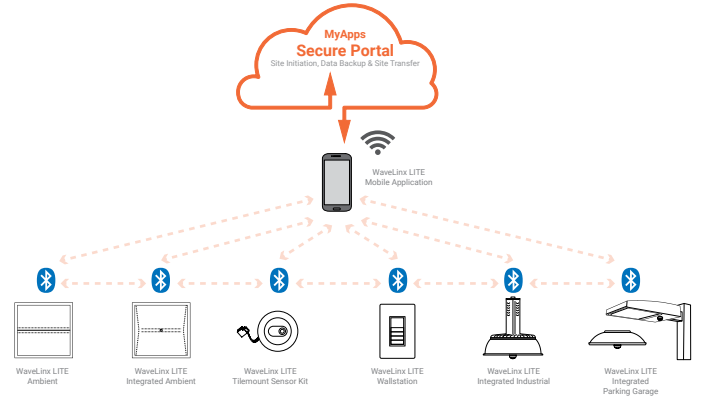 MyApps
Secure Portal
Site Initiation, Data Backup & Site Transfer
WaveLinx LITE
Mobile Application
WaveLinx LITE
Ambient
WaveLinx LITE
Integrated Ambient
WaveLinx LITE
Tilemount Sensor Kit
WaveLinx LITE
Wallstation
WaveLinx LITE
Integrated Industrial
WaveLinx LITE
Integrated
Parking Garage